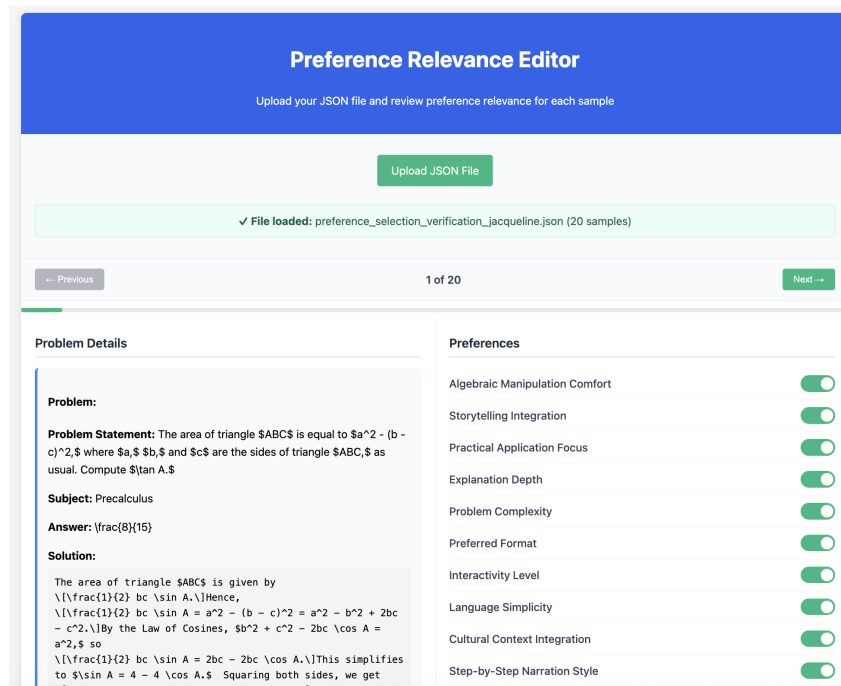 Preference Relevance Editor
Upload your JSON file and review preference relevance for each sample
Upload JSON File
✓ File loaded: preference_selection_verification_jacqueline.json (20 samples)
← Previous
1 of 20
Next →
Problem Details
Problem:
Problem Statement: The area of triangle $ABC$ is equal to $a^2 - (b -
c)^2,$ where $a,$ $b,$ and $c$ are the sides of triangle $ABC,$ as
usual. Compute $\tan A.$
Subject: Precalculus
Answer: \frac{8}{15}
Solution:
The area of triangle $ABC$ is given by
\[\frac{1}{2} bc \sin A.\]Hence,
\[\frac{1}{2} bc \sin A = a^2 - (b - c)^2 = a^2 - b^2 + 2bc
- c^2.\]By the Law of Cosines, $b^2 + c^2 - 2bc \cos A =
a^2,$ so
\[\frac{1}{2} bc \sin A = 2bc - 2bc \cos A.\]This simplifies
to $\sin A = 4 - 4 \cos A.$  Squaring both sides, we get
Preferences
Algebraic Manipulation Comfort
Storytelling Integration
Practical Application Focus
Explanation Depth
Problem Complexity
Preferred Format
Interactivity Level
Language Simplicity
Cultural Context Integration
Step-by-Step Narration Style